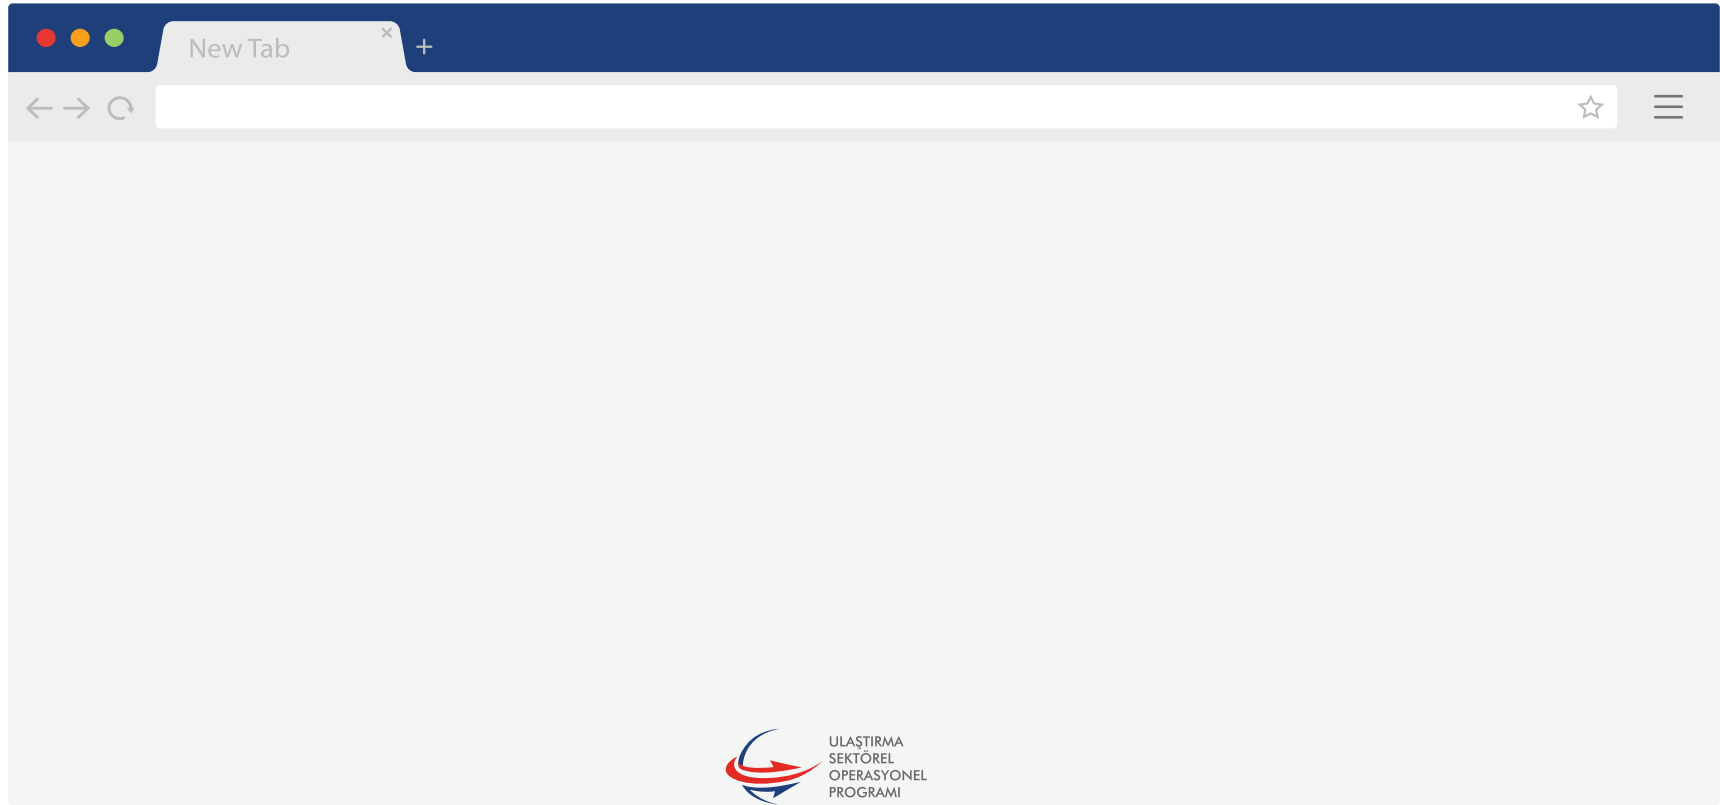 New Tab
ULAŞTIRMA
SEKTÖREL
OPERASYONEL
PROGRAMI